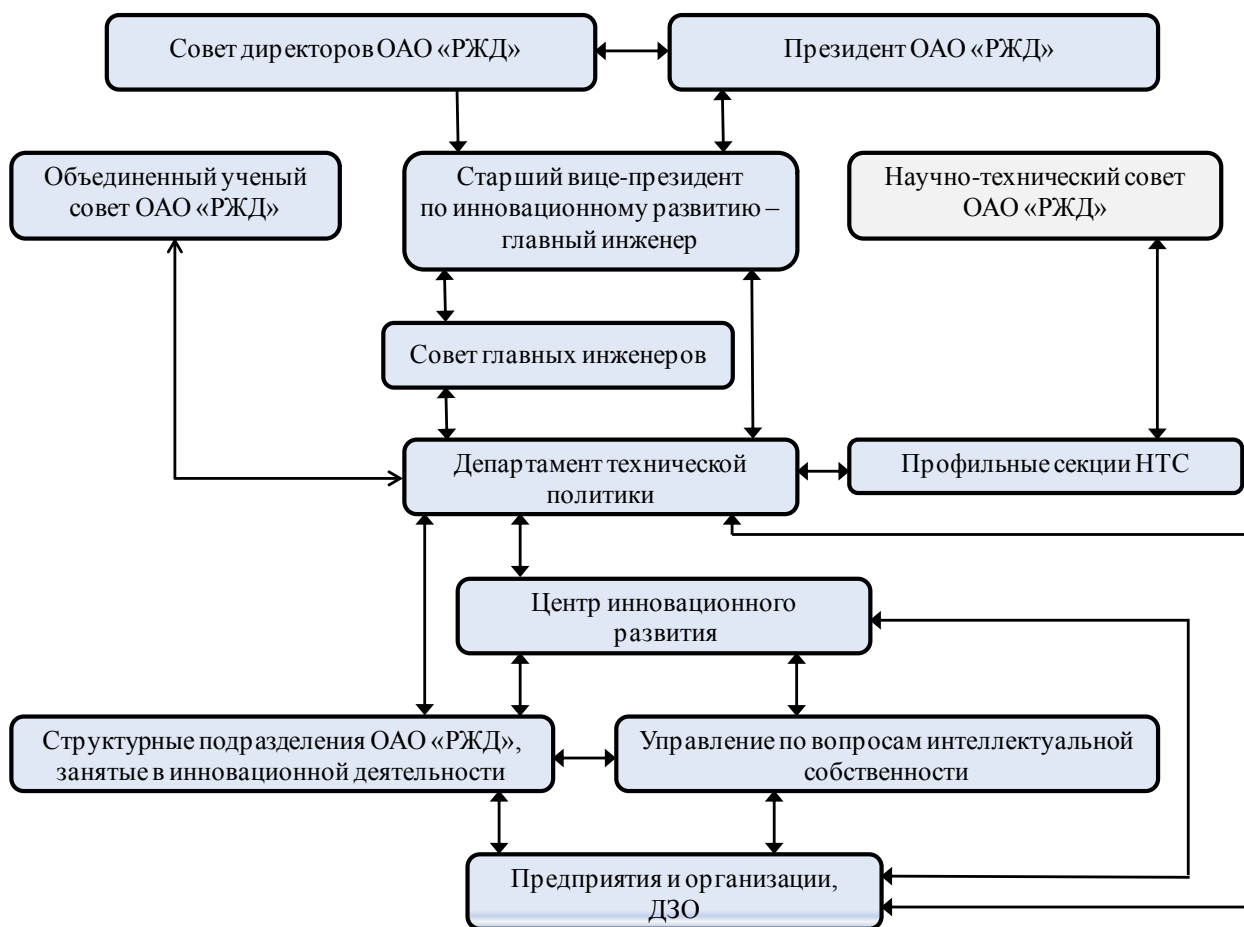 Совет директоров ОАО «РЖД»
Президент ОАО «РЖД»
Объединенный ученый
совет ОАО «РЖД»
Старший вице-президент
по инновационному развитию –
главный инженер
Научно-технический совет
ОАО «РЖД»
Совет главных инженеров
Департамент технической
политики
Профильные секции НТС
Центр инновационного
развития
Структурные подразделения ОАО «РЖД»,
занятые в инновационной деятельности
Управление по вопросам интеллектуальной
собственности
Предприятия и организации,
ДЗО